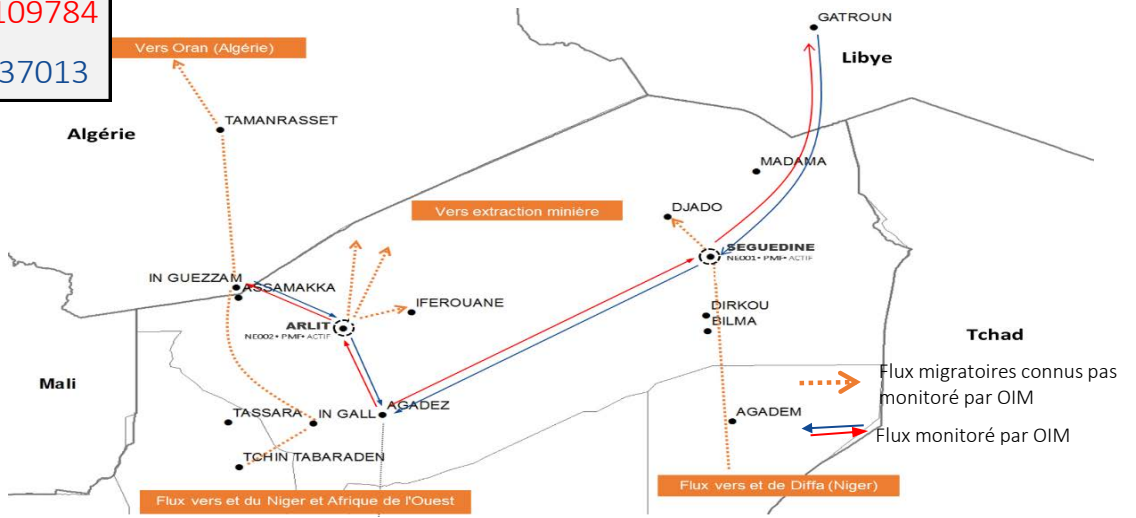 109784
37013
GATROUN
Libye
Vers Oran (Algérie)
TAMANRASSET
Algérie
MADAMA
Vers extraction minière
DJADO
SEGUEDINE
NE001• PMF• ACTIF
IN GUEZZAM
ASSAMAKKA
IFEROUANE
DIRKOU
BILMA
ARLIT
NE002• PMF• ACTIF
Tchad
Mali
Flux migratoires connus pas
monitoré par OIM
AGADEZ
TASSARA
IN GALL
AGADEM
Flux monitoré par OIM
TCHIN TABARADEN
Flux vers et de Diffa (Niger)
Flux vers et du Niger et Afrique de l'Ouest